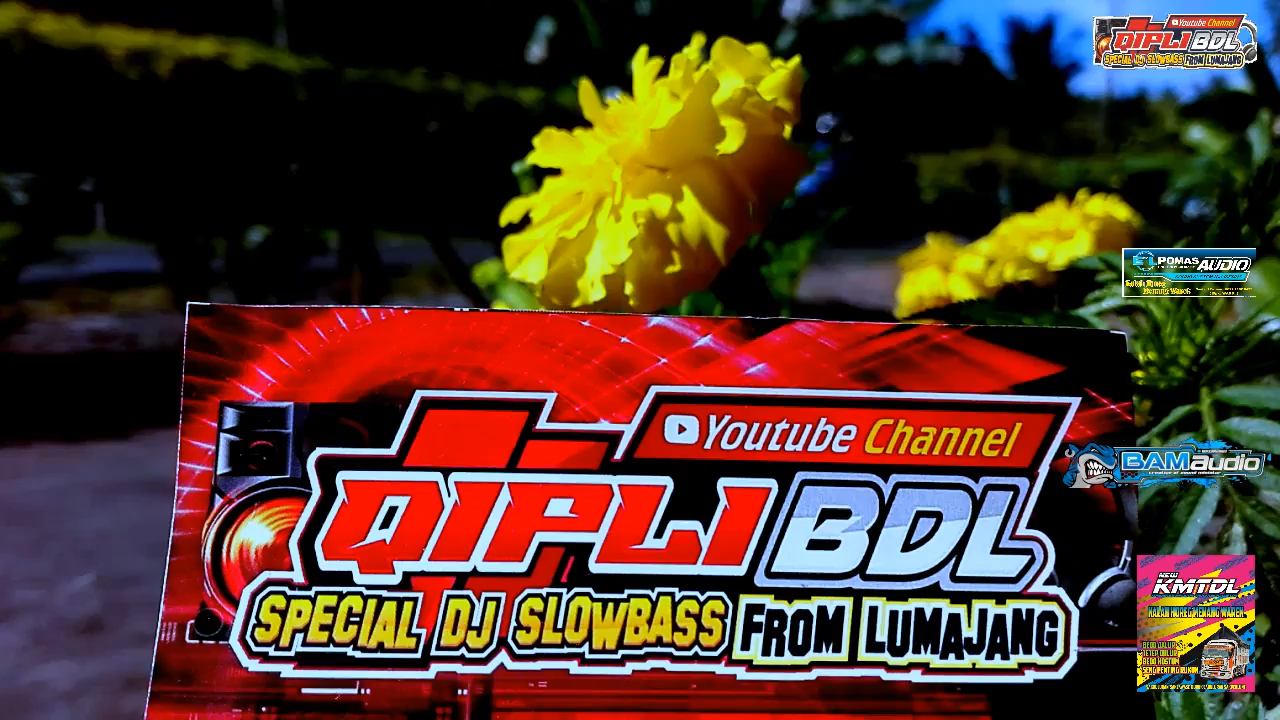 Youtube Channel
QIPLI BDL
SPECIAL DJ SLOWBASS FROM LUMAJANG
POMAS AUDIO
Youtube Channel
QIPLI BDL
SPECIAL DJ SLOWBASS FROM LUMAJANG
BAMaudio
NEW
KMTDL